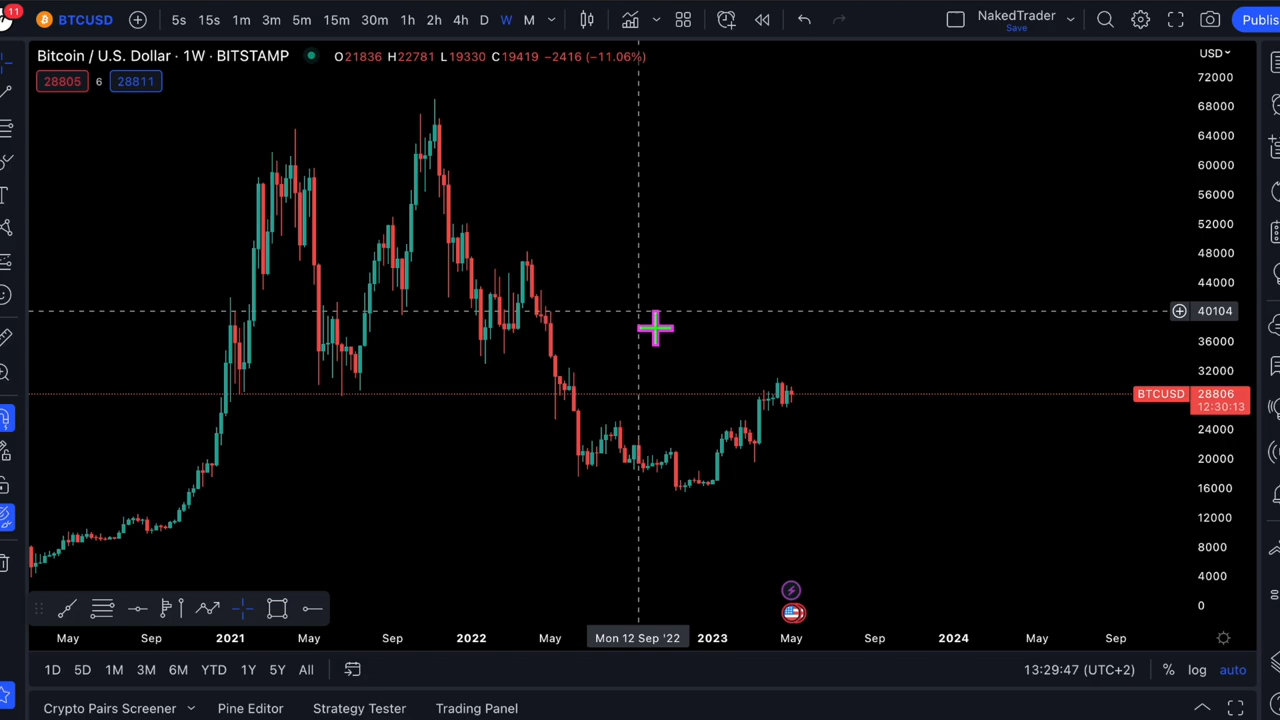 11
BTCUSD 5s 15s 1m 3m 5m 15m 30m 1h 2h 4h D W M NakedTrader Save Publis
Bitcoin / U.S. Dollar · 1W · BITSTAMP O21836 H22781 L19330 C19419 −2416 (−11.06%) USD
28805 6 28811
72000
68000
64000
60000
56000
52000
48000
44000
40104
36000
32000
BTCUSD 28806
12:30:13
24000
20000
16000
12000
8000
4000
0
May Sep 2021 May Sep 2022 May Mon 12 Sep '22 2023 May Sep 2024 May Sep
1D 5D 1M 3M 6M YTD 1Y 5Y All 13:29:47 (UTC+2) % log auto
Crypto Pairs Screener Pine Editor Strategy Tester Trading Panel